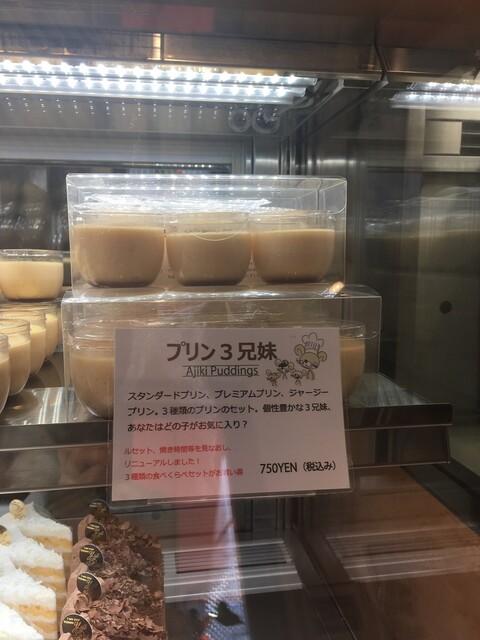 プリン３兄妹
Ajiki Puddings
スタンダードプリン、プレミアムプリン、ジャージー
プリン。３種類のプリンのセット。個性豊かな３兄妹、
あなたはどの子がお気に入り？
ルセット、焼き時間等を見なおし、
リニューアルしました！
３種類の食べくらべセットがお買い得
750YEN（税込み）